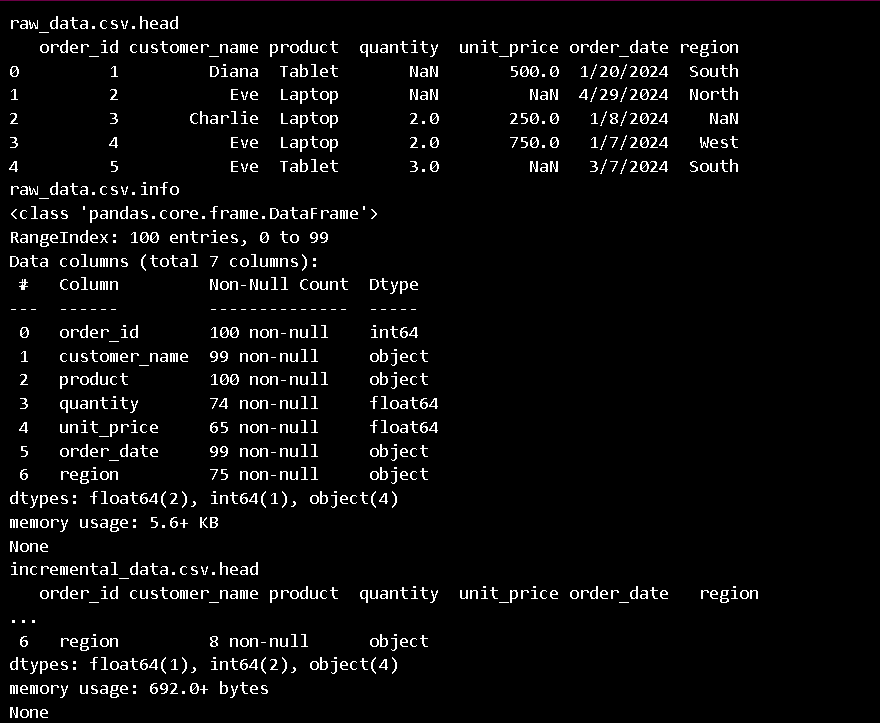 raw_data.csv.head
   order_id customer_name product  quantity  unit_price order_date region
0         1         Diana  Tablet       NaN       500.0  1/20/2024  South
1         2           Eve  Laptop       NaN         NaN  4/29/2024  North
2         3       Charlie  Laptop       2.0       250.0   1/8/2024    NaN
3         4           Eve  Laptop       2.0       750.0   1/7/2024   West
4         5           Eve  Tablet       3.0         NaN   3/7/2024  South
raw_data.csv.info
<class 'pandas.core.frame.DataFrame'>
RangeIndex: 100 entries, 0 to 99
Data columns (total 7 columns):
 #   Column         Non-Null Count  Dtype
---  ------         --------------  -----
 0   order_id       100 non-null    int64
 1   customer_name  99 non-null     object
 2   product        100 non-null    object
 3   quantity       74 non-null     float64
 4   unit_price     65 non-null     float64
 5   order_date     99 non-null     object
 6   region         75 non-null     object
dtypes: float64(2), int64(1), object(4)
memory usage: 5.6+ KB
None
incremental_data.csv.head
   order_id customer_name product  quantity  unit_price order_date   region
...
 6   region         8 non-null      object
dtypes: float64(1), int64(2), object(4)
memory usage: 692.0+ bytes
None